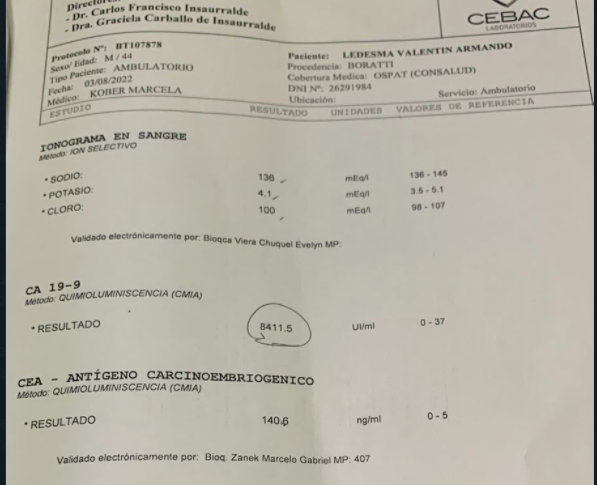 Directores:
- Dr. Carlos Francisco Insaurralde
- Dra. Graciela Carballo de Insaurralde
CEBAC
LABORATORIOS
Protocolo Nº: BT107878
Sexo/ Edad: M / 44
Tipo Paciente: AMBULATORIO
Fecha: 03/08/2022
Médico: KOBER MARCELA
Paciente: LEDESMA VALENTIN ARMANDO
Procedencia: BORATTI
Cobertura Medica: OSPAT (CONSALUD)
DNI Nº: 26291984
Ubicación: Servicio: Ambulatorio
ESTUDIO RESULTADO UNIDADES VALORES DE REFERENCIA
IONOGRAMA EN SANGRE
Método: ION SELECTIVO
• SODIO: 136 mEq/l 136 - 145
• POTASIO: 4.1 mEq/l 3.5 - 5.1
• CLORO: 100 mEq/l 98 - 107
Validado electrónicamente por: Bioqca Viera Chuquel Evelyn MP:
CA 19-9
Método: QUIMIOLUMINISCENCIA (CMIA)
• RESULTADO 8411.5 UI/ml 0 - 37
CEA - ANTÍGENO CARCINOEMBRIOGENICO
Método: QUIMIOLUMINISCENCIA (CMIA)
• RESULTADO 140.6 ng/ml 0 - 5
Validado electrónicamente por: Bioq. Zanek Marcelo Gabriel MP: 407